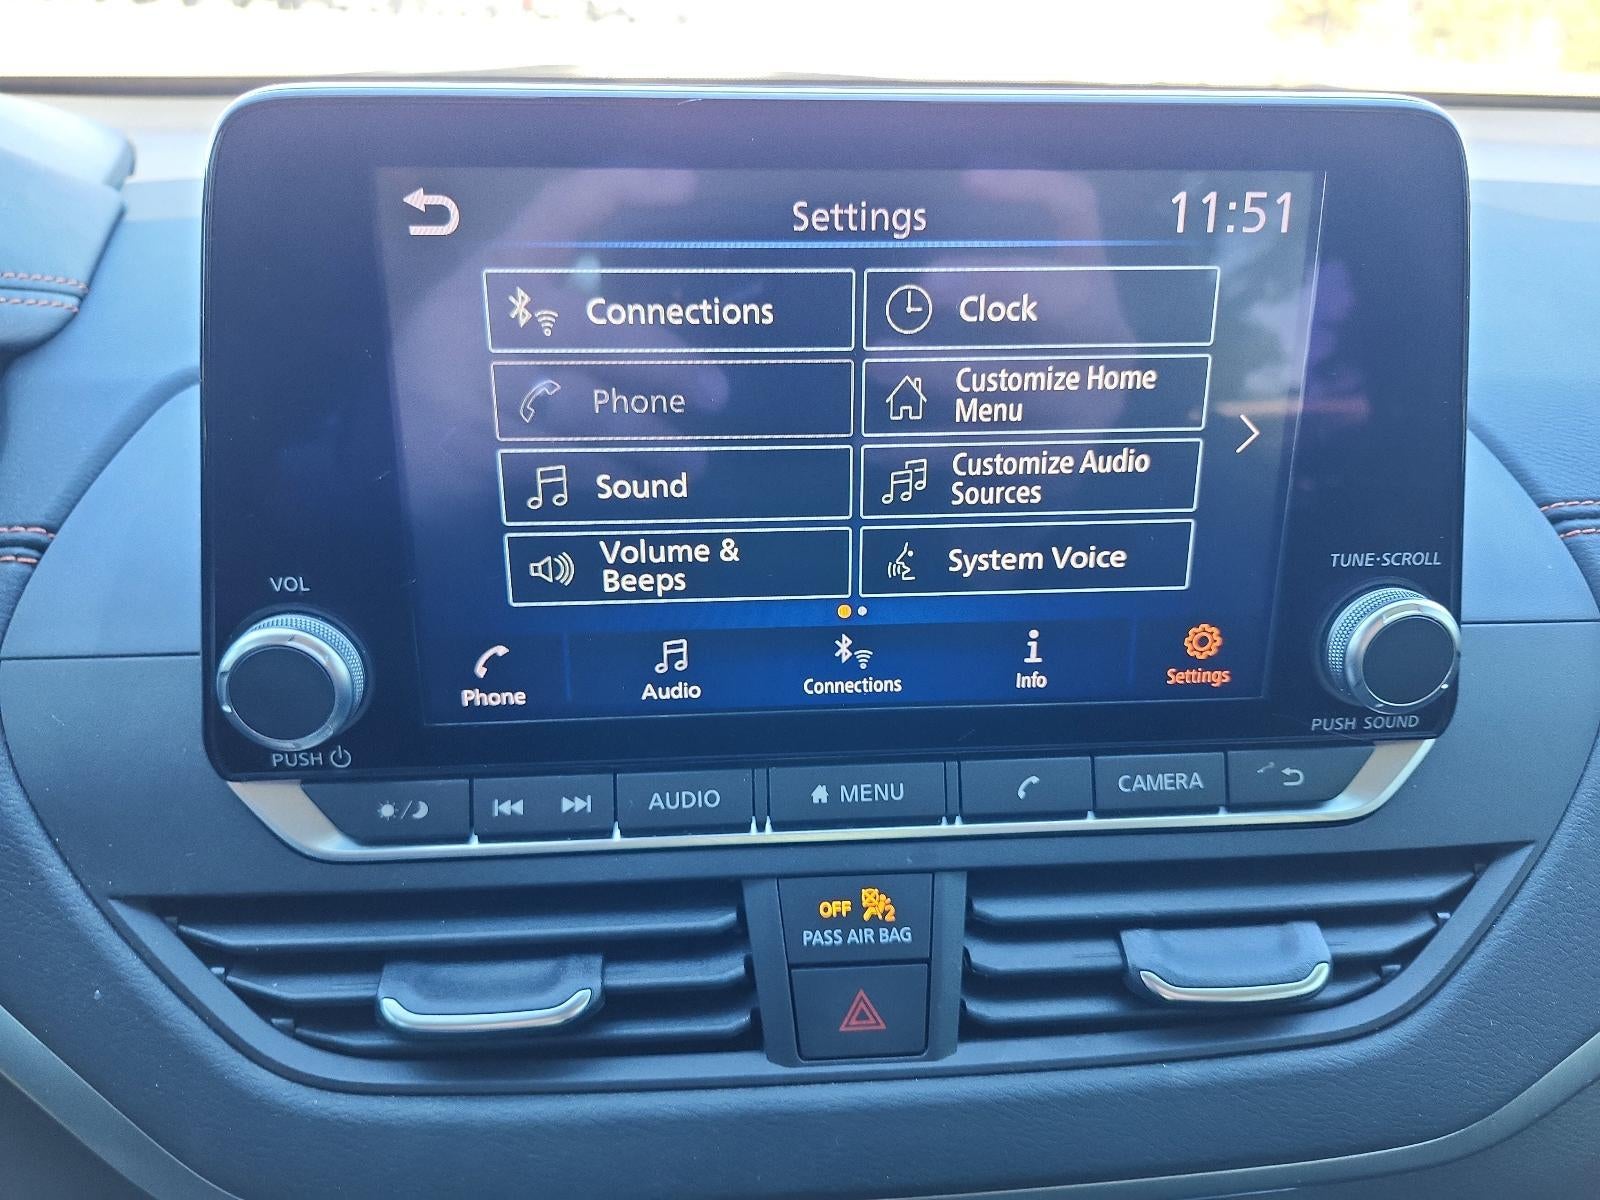 Settings
11:51
Connections
Clock
Phone
Customize Home
Menu
Sound
Customize Audio
Sources
Volume &
Beeps
System Voice
Phone
Audio
Connections
Info
Settings
VOL
PUSH
TUNE·SCROLL
PUSH SOUND
AUDIO
MENU
CAMERA
OFF 2
PASS AIR BAG